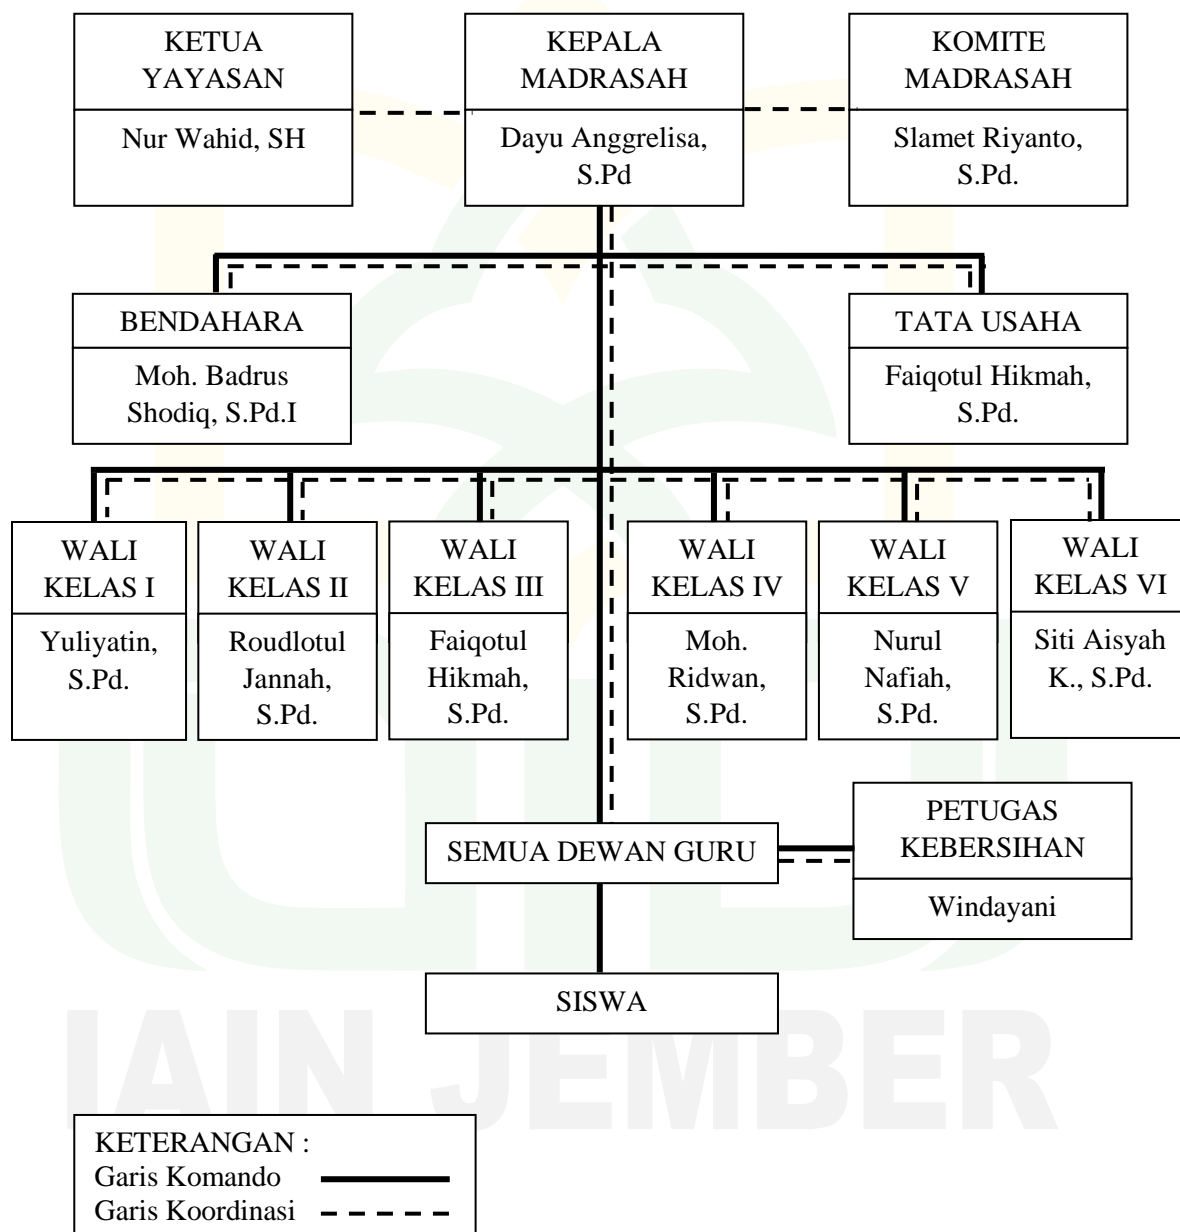 KETUA
YAYASAN
Nur Wahid, SH
KEPALA
MADRASAH
Dayu Anggrelisa,
S.Pd
KOMITE
MADRASAH
Slamet Riyanto,
S.Pd.
BENDAHARA
Moh. Badrus
Shodiq, S.Pd.I
TATA USAHA
Faiqotul Hikmah,
S.Pd.
WALI
KELAS I
Yuliyatin,
S.Pd.
WALI
KELAS II
Roudlotul
Jannah,
S.Pd.
WALI
KELAS III
Faiqotul
Hikmah,
S.Pd.
WALI
KELAS IV
Moh.
Ridwan,
S.Pd.
WALI
KELAS V
Nurul
Nafiah,
S.Pd.
WALI
KELAS VI
Siti Aisyah
K., S.Pd.
SEMUA DEWAN GURU
PETUGAS
KEBERSIHAN
Windayani
SISWA
IAIN JEMBER
KETERANGAN :
Garis Komando
Garis Koordinasi